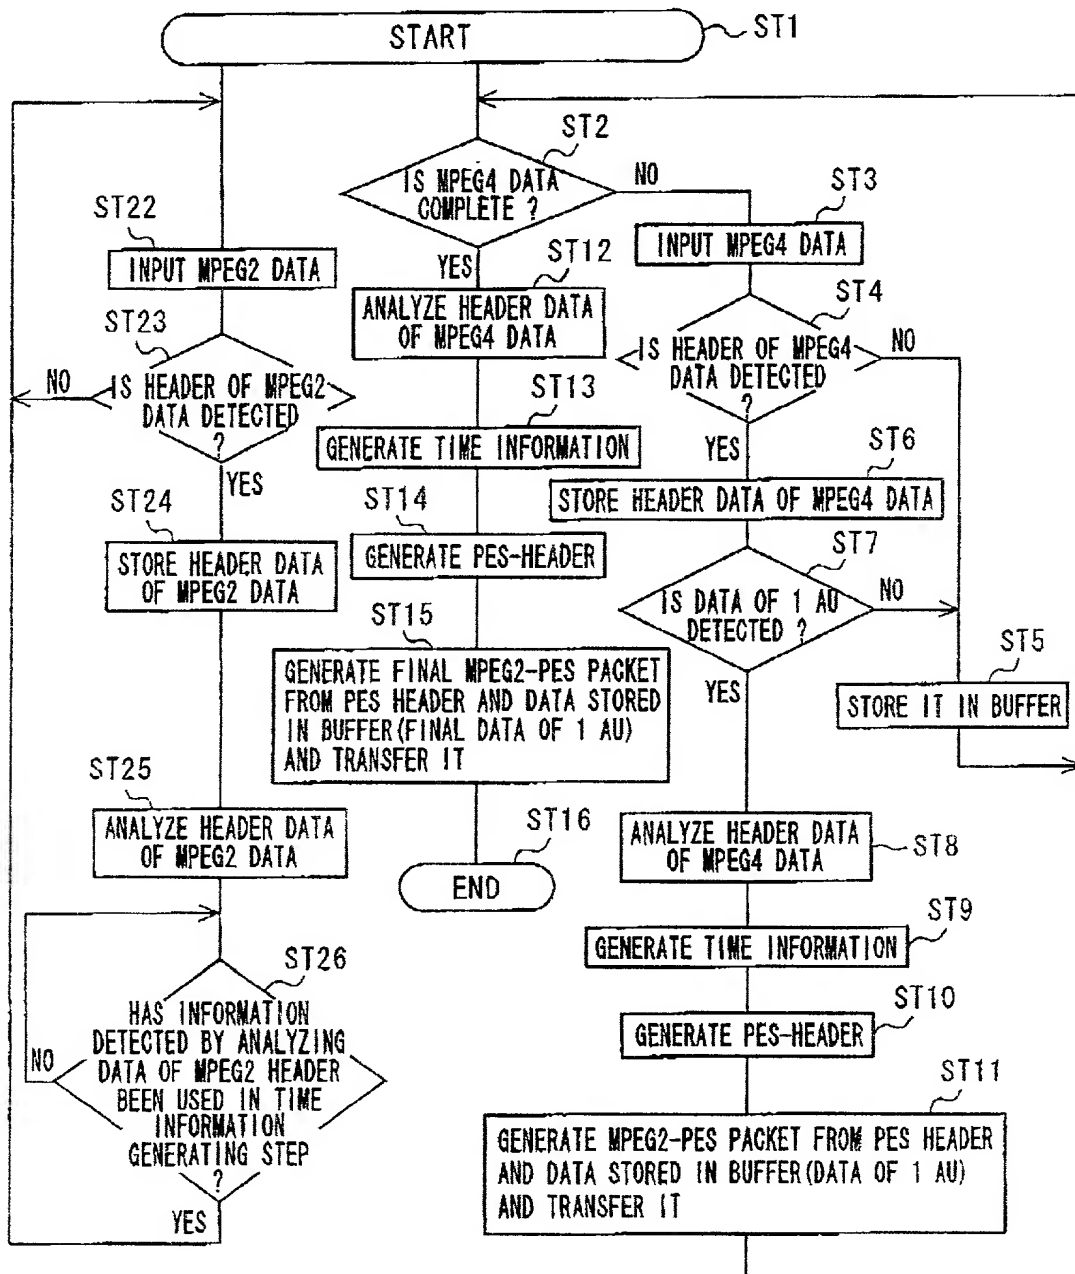 START
ST1
ST2
IS MPEG4 DATA
COMPLETE ?
NO
YES
ST3
INPUT MPEG4 DATA
ST22
INPUT MPEG2 DATA
ST12
ANALYZE HEADER DATA
OF MPEG4 DATA
ST4
IS HEADER OF MPEG4
DATA DETECTED
?
NO
YES
ST23
NO
IS HEADER OF MPEG2
DATA DETECTED
?
YES
ST13
GENERATE TIME INFORMATION
ST6
STORE HEADER DATA OF MPEG4 DATA
ST24
STORE HEADER DATA
OF MPEG2 DATA
ST14
GENERATE PES-HEADER
ST7
IS DATA OF 1 AU
DETECTED ?
NO
YES
ST15
GENERATE FINAL MPEG2-PES PACKET
FROM PES HEADER AND DATA STORED
IN BUFFER(FINAL DATA OF 1 AU)
AND TRANSFER IT
ST5
STORE IT IN BUFFER
ST25
ANALYZE HEADER DATA
OF MPEG2 DATA
ST16
END
ANALYZE HEADER DATA
OF MPEG4 DATA
ST8
ST9
GENERATE TIME INFORMATION
ST26
HAS INFORMATION
DETECTED BY ANALYZING
DATA OF MPEG2 HEADER
BEEN USED IN TIME
INFORMATION
GENERATING STEP
?
NO
YES
ST10
GENERATE PES-HEADER
ST11
GENERATE MPEG2-PES PACKET FROM PES HEADER
AND DATA STORED IN BUFFER(DATA OF 1 AU)
AND TRANSFER IT